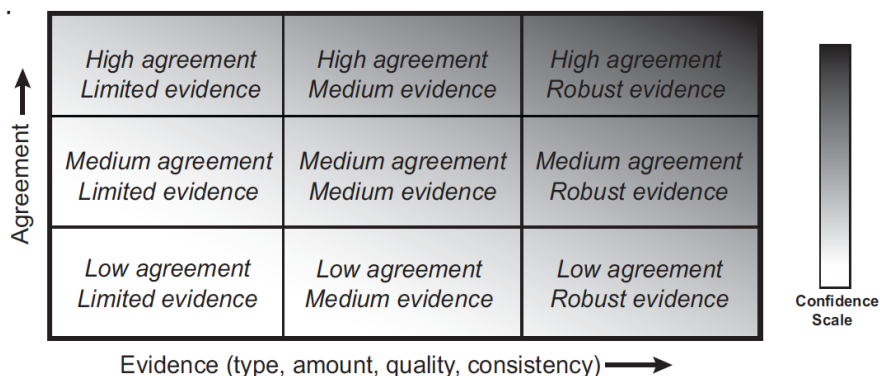 High agreement
Limited evidence
High agreement
Medium evidence
High agreement
Robust evidence
Medium agreement
Limited evidence
Medium agreement
Medium evidence
Medium agreement
Robust evidence
Low agreement
Limited evidence
Low agreement
Medium evidence
Low agreement
Robust evidence
Agreement
Evidence (type, amount, quality, consistency)
Confidence
Scale